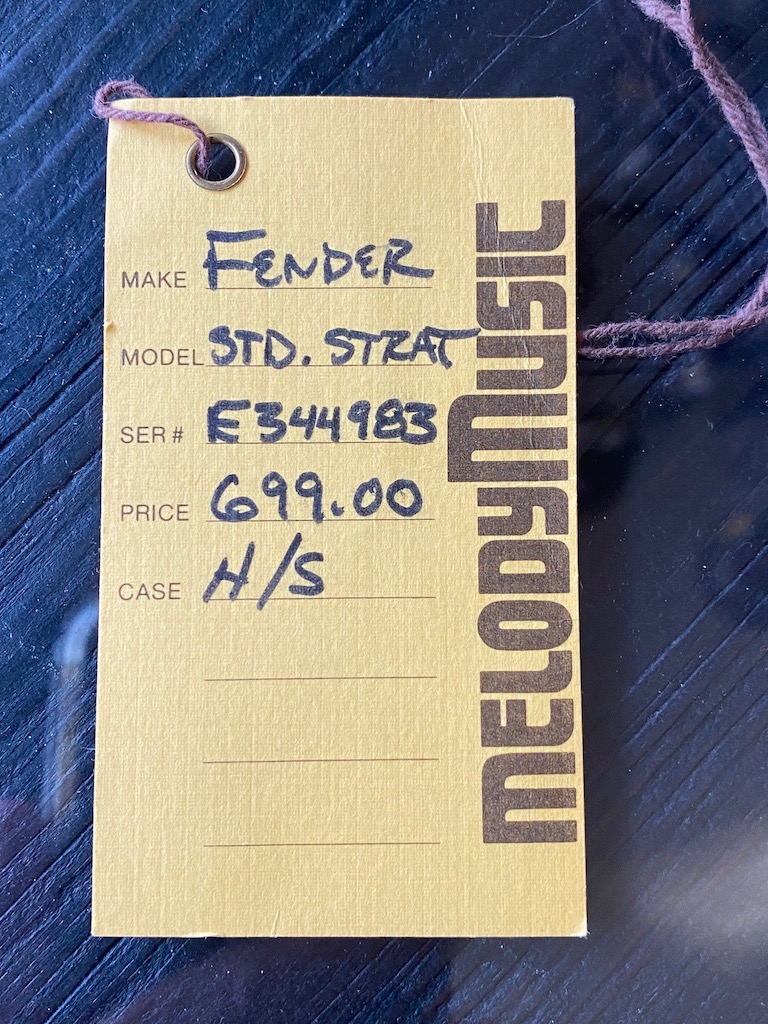 MAKE FENDER
MODEL STD. STRAT
SER # E344983
PRICE 699.00
CASE H/S
MELODY MUSIC